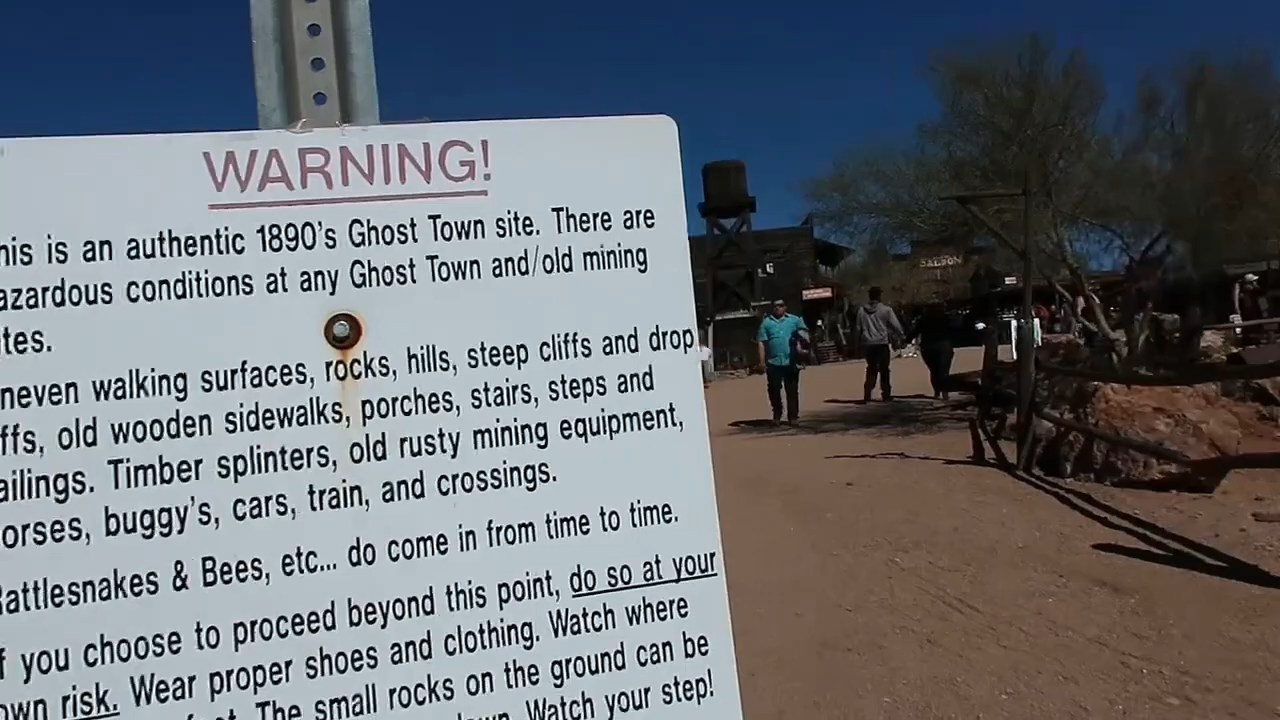 WARNING!
his is an authentic 1890's Ghost Town site. There are
azardous conditions at any Ghost Town and/old mining
tes.
neven walking surfaces, rocks, hills, steep cliffs and drop
ffs, old wooden sidewalks, porches, stairs, steps and
ailings. Timber splinters, old rusty mining equipment,
orses, buggy's, cars, train, and crossings.
Rattlesnakes & Bees, etc... do come in from time to time.
f you choose to proceed beyond this point, do so at your
own risk. Wear proper shoes and clothing. Watch where
The small rocks on the ground can be
Watch your step!
SALOON